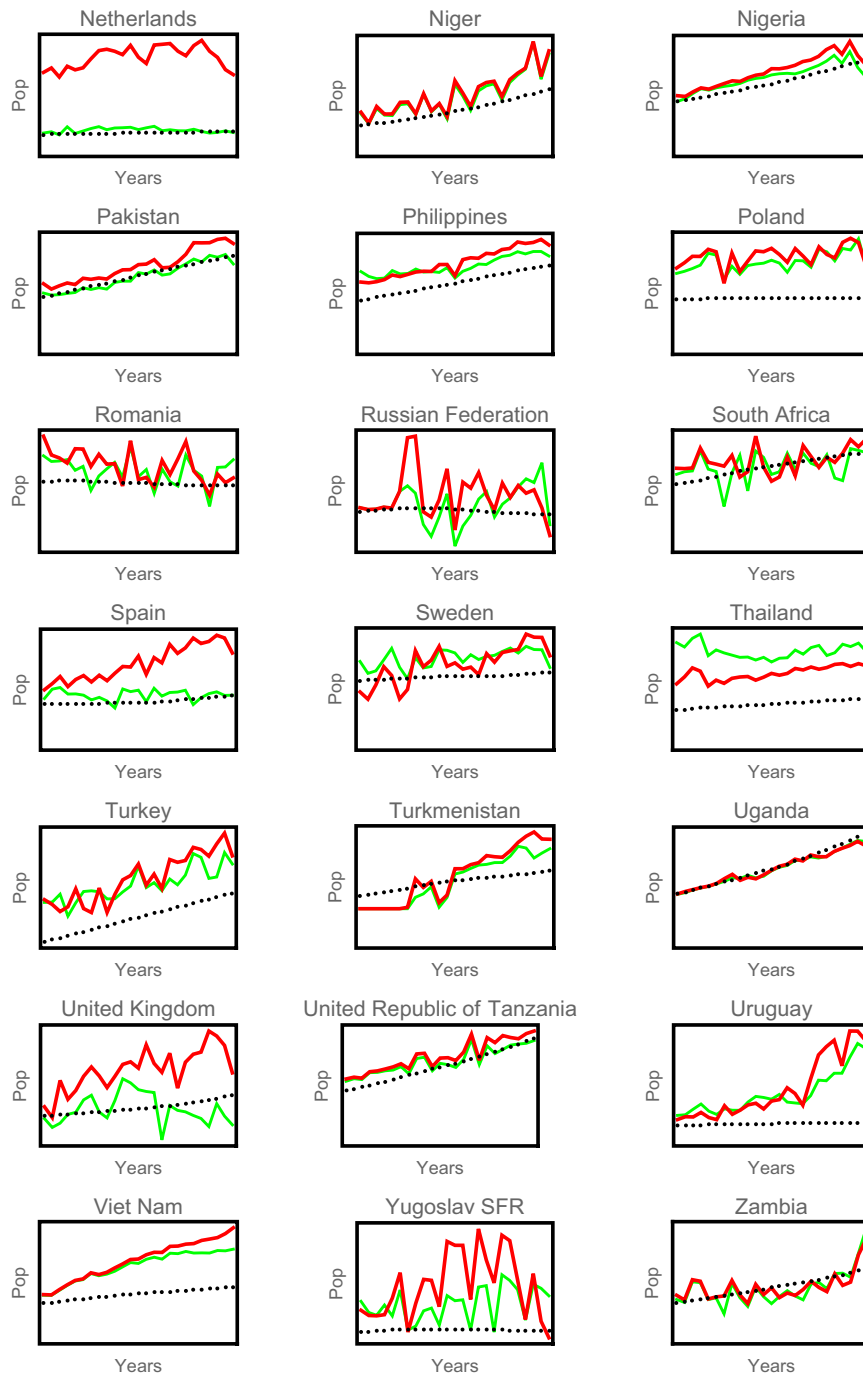 Netherlands
Niger
Nigeria
Pop
Pop
Pop
Years
Years
Years
Pakistan
Philippines
Poland
Pop
Pop
Pop
Years
Years
Years
Romania
Russian Federation
South Africa
Pop
Pop
Pop
Years
Years
Years
Spain
Sweden
Thailand
Pop
Pop
Pop
Years
Years
Years
Turkey
Turkmenistan
Uganda
Pop
Pop
Pop
Years
Years
Years
United Kingdom
United Republic of Tanzania
Uruguay
Pop
Pop
Pop
Years
Years
Years
Viet Nam
Yugoslav SFR
Zambia
Pop
Pop
Pop
Years
Years
Years